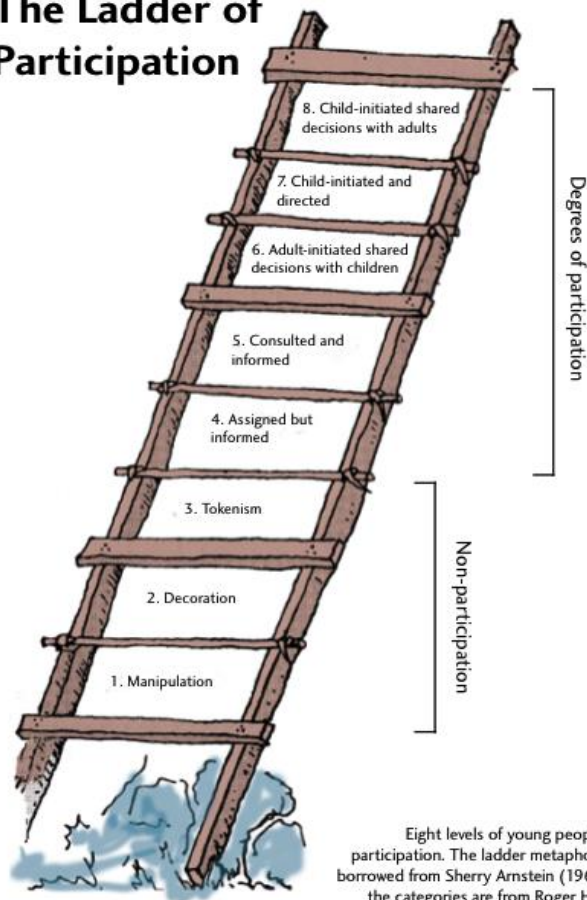 The Ladder of
Participation
8. Child-initiated shared
decisions with adults
7. Child-initiated and
directed
6. Adult-initiated shared
decisions with children
5. Consulted and
informed
4. Assigned but
informed
3. Tokenism
2. Decoration
1. Manipulation
Degrees of participation
Non-participation
Eight levels of young
participation. The ladder
borrowed from Sherry Arnstein
the categories are from Roger